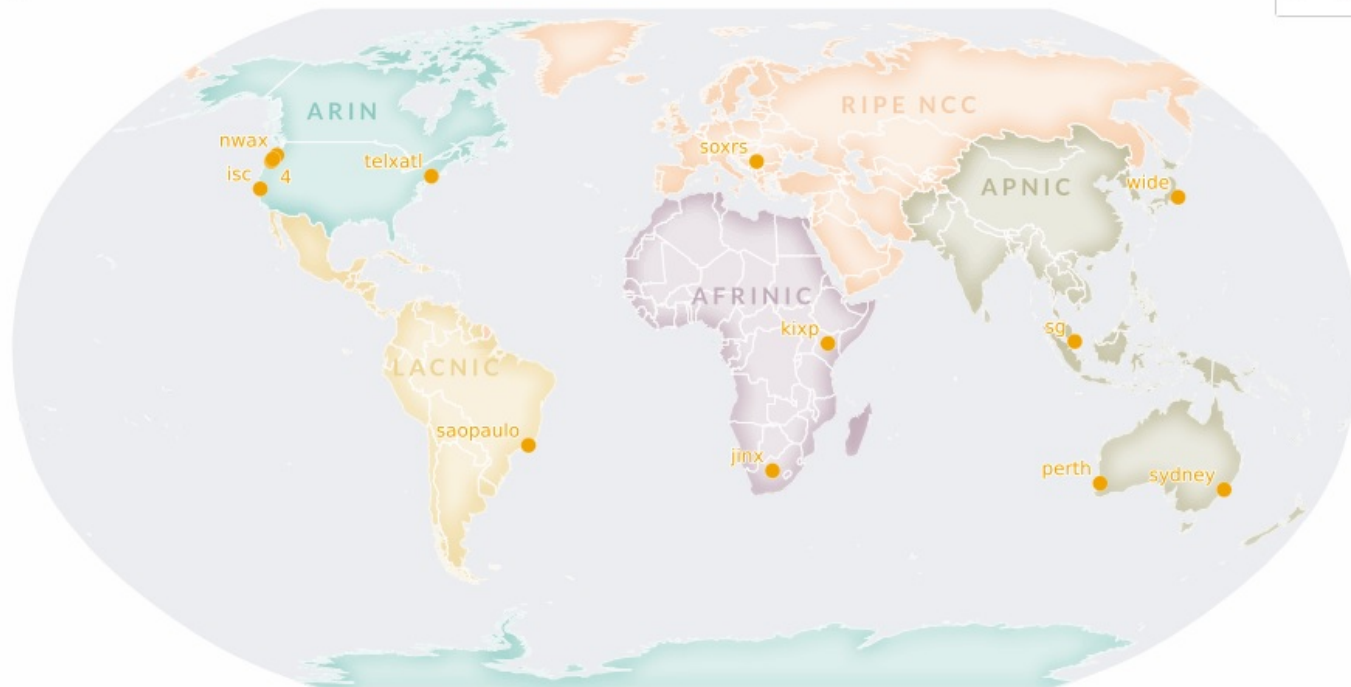 ARIN
RIPE NCC
nwax
telxatl
soxrs
isc
4
APNIC
wide
AFRINIC
kixp
sg
LACNIC
saopaulo
jinx
perth
sydney